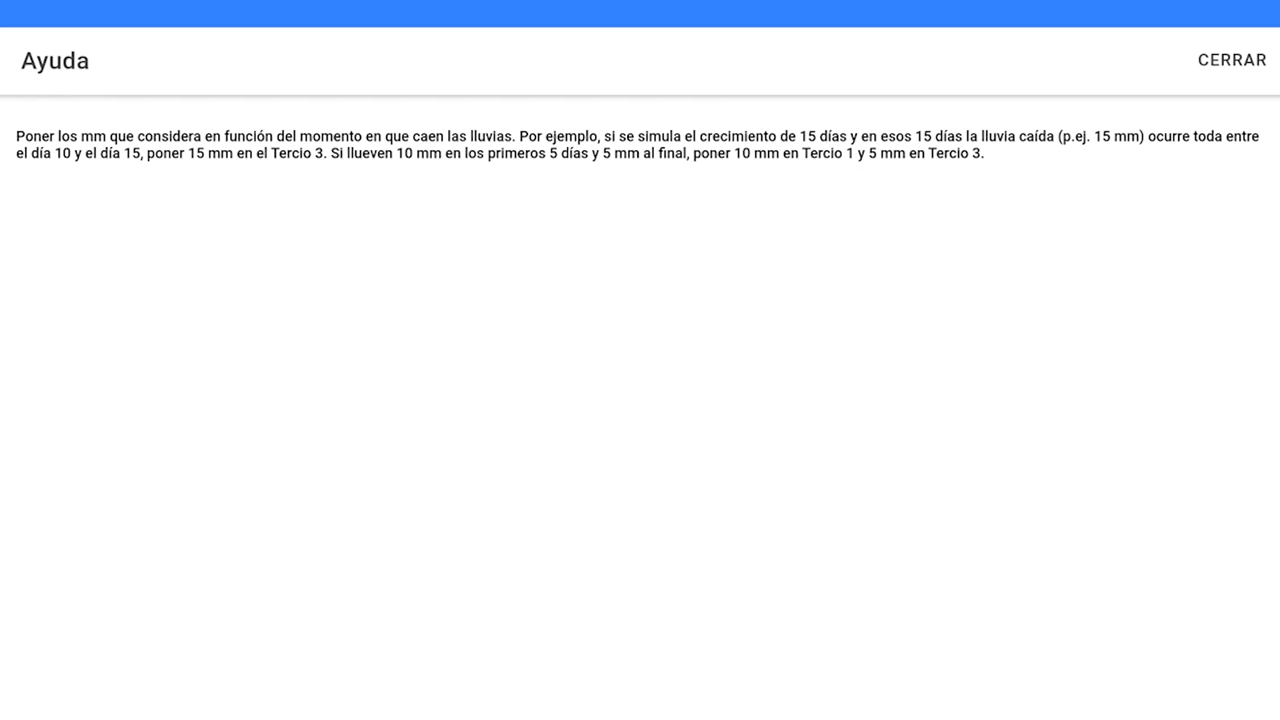 Ayuda
CERRAR
Poner los mm que considera en función del momento en que caen las lluvias. Por ejemplo, si se simula el crecimiento de 15 días y en esos 15 días la lluvia caída (p.ej. 15 mm) ocurre toda entre
el día 10 y el día 15, poner 15 mm en el Tercio 3. Si llueven 10 mm en los primeros 5 días y 5 mm al final, poner 10 mm en Tercio 1 y 5 mm en Tercio 3.